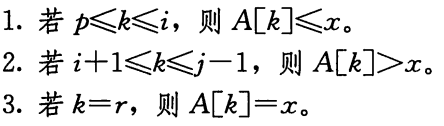 1. 若 p≤k≤i，则 A[k]≤x。
2. 若 i+1≤k≤j−1，则 A[k]>x。
3. 若 k=r，则 A[k]=x。